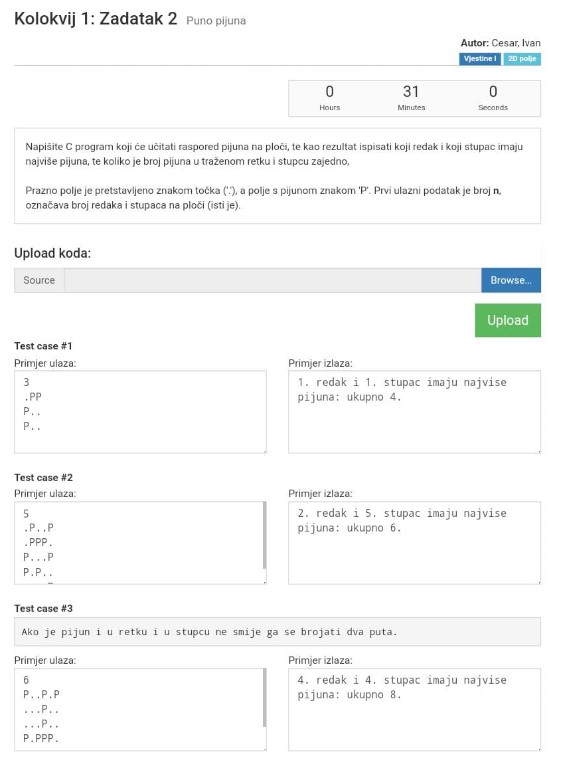 Kolokvij 1: Zadatak 2 Puno pijuna
Autor: Cesar, Ivan
Vjestine I 2D polje
0 31 0
Hours Minutes Seconds
Napišite C program koji će učitati raspored pijuna na ploči, te kao rezultat ispisati koji redak i koji stupac imaju
najviše pijuna, te koliko je broj pijuna u traženom retku i stupcu zajedno,
Prazno polje je pretstavljeno znakom točka ('.'), a polje s pijunom znakom 'P'. Prvi ulazni podatak je broj n,
označava broj redaka i stupaca na ploči (isti je).
Upload koda:
Source Browse...
Upload
Test case #1
Primjer ulaza:
3
.PP
P..
P..
Primjer izlaza:
1. redak i 1. stupac imaju najvise
pijuna: ukupno 4.
Test case #2
Primjer ulaza:
5
.P..P
.PPP.
P...P
P.P..
Primjer izlaza:
2. redak i 5. stupac imaju najvise
pijuna: ukupno 6.
Test case #3
Ako je pijun i u retku i u stupcu ne smije ga se brojati dva puta.
Primjer ulaza:
6
P..P.P
...P..
...P..
P.PPP.
Primjer izlaza:
4. redak i 4. stupac imaju najvise
pijuna: ukupno 8.